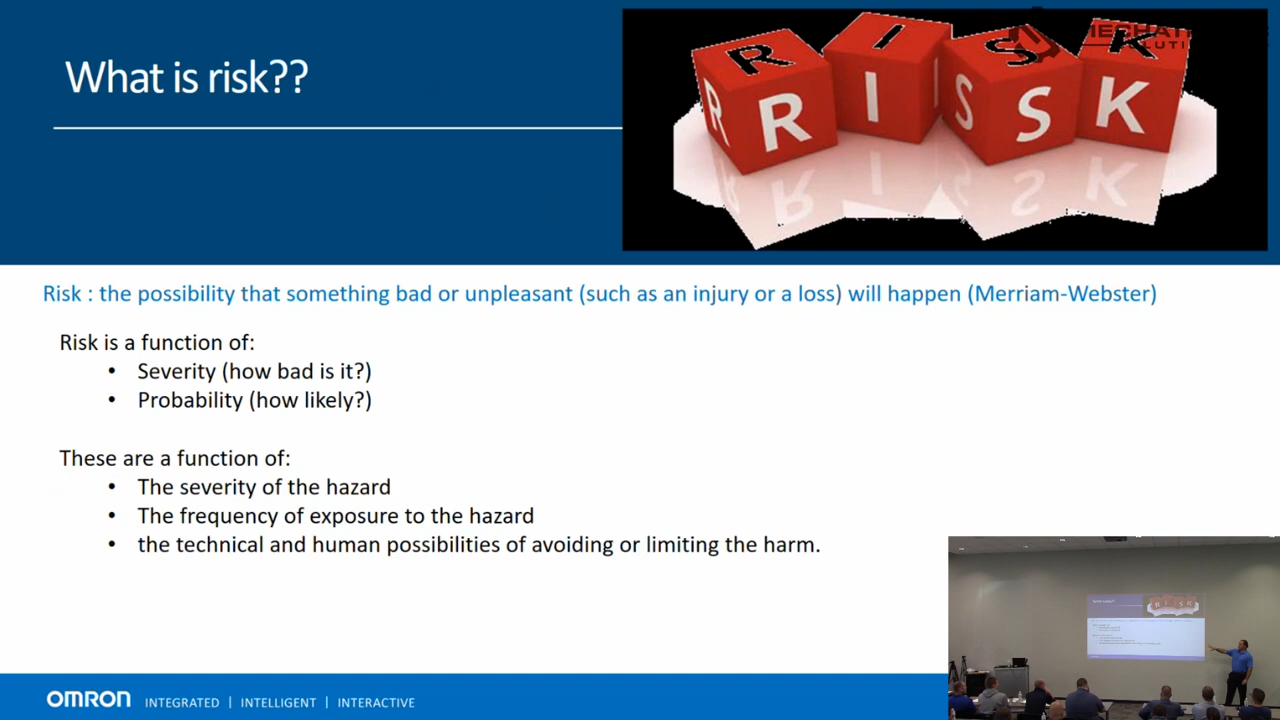 What is risk??
RISK
Risk : the possibility that something bad or unpleasant (such as an injury or a loss) will happen (Merriam-Webster)
Risk is a function of:
• Severity (how bad is it?)
• Probability (how likely?)
These are a function of:
• The severity of the hazard
• The frequency of exposure to the hazard
• the technical and human possibilities of avoiding or limiting the harm.
OMRON INTEGRATED | INTELLIGENT | INTERACTIVE